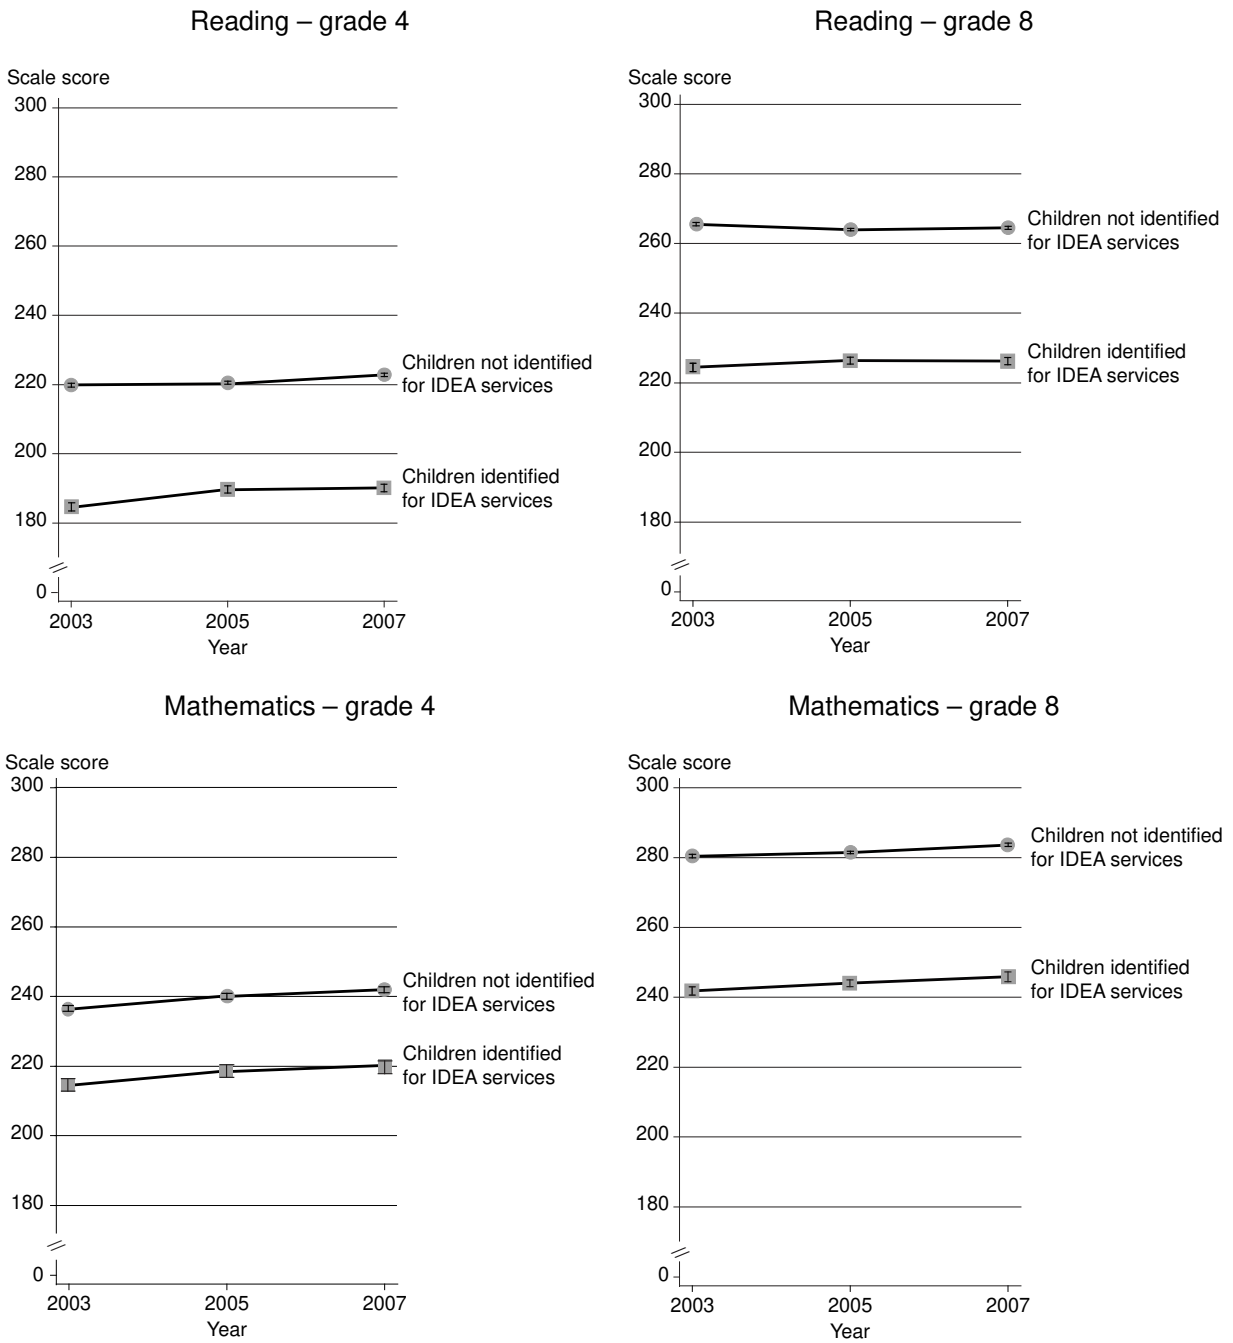 Reading – grade 4
Scale score
300
280
260
240
220
200
180
0
Children not identified
for IDEA services
Children identified
for IDEA services
2003 2005 2007
Year
Reading – grade 8
Scale score
300
280
260
240
220
200
180
0
Children not identified
for IDEA services
Children identified
for IDEA services
2003 2005 2007
Year
Mathematics – grade 4
Scale score
300
280
260
240
220
200
180
0
Children not identified
for IDEA services
Children identified
for IDEA services
2003 2005 2007
Year
Mathematics – grade 8
Scale score
300
280
260
240
220
200
180
0
Children not identified
for IDEA services
Children identified
for IDEA services
2003 2005 2007
Year